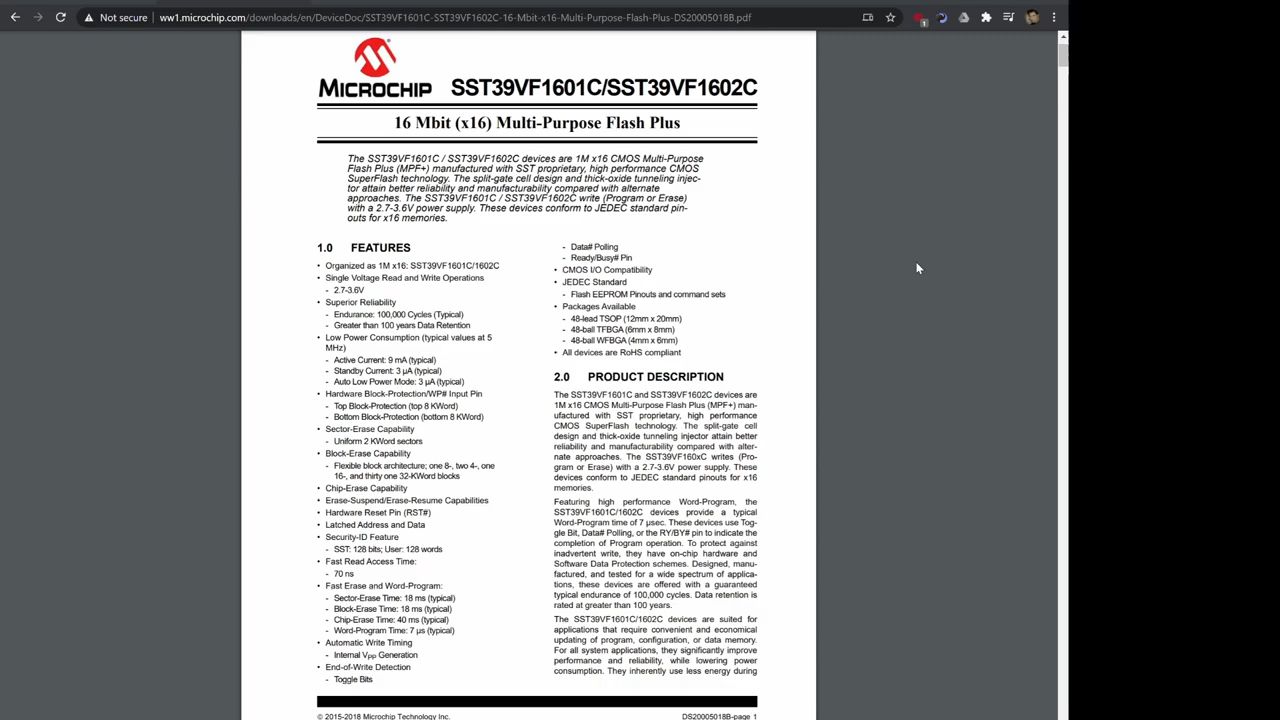 Not secure
ww1.microchip.com/downloads/en/DeviceDoc/SST39VF1601C-SST39VF1602C-16-Mbit-x16-Multi-Purpose-Flash-Plus-DS20005018B.pdf
1
MICROCHIP
SST39VF1601C/SST39VF1602C
16 Mbit (x16) Multi-Purpose Flash Plus
The SST39VF1601C / SST39VF1602C devices are 1M x16 CMOS Multi-Purpose
Flash Plus (MPF+) manufactured with SST proprietary, high performance CMOS
SuperFlash technology. The split-gate cell design and thick-oxide tunneling injec-
tor attain better reliability and manufacturability compared with alternate
approaches. The SST39VF1601C / SST39VF1602C write (Program or Erase)
with a 2.7-3.6V power supply. These devices conform to JEDEC standard pin-
outs for x16 memories.
1.0 FEATURES
• Organized as 1M x16: SST39VF1601C/1602C
• Single Voltage Read and Write Operations
- 2.7-3.6V
• Superior Reliability
- Endurance: 100,000 Cycles (Typical)
- Greater than 100 years Data Retention
• Low Power Consumption (typical values at 5
MHz)
- Active Current: 9 mA (typical)
- Standby Current: 3 µA (typical)
- Auto Low Power Mode: 3 µA (typical)
• Hardware Block-Protection/WP# Input Pin
- Top Block-Protection (top 8 KWord)
- Bottom Block-Protection (bottom 8 KWord)
• Sector-Erase Capability
- Uniform 2 KWord sectors
• Block-Erase Capability
- Flexible block architecture; one 8-, two 4-, one
16-, and thirty one 32-KWord blocks
• Chip-Erase Capability
• Erase-Suspend/Erase-Resume Capabilities
• Hardware Reset Pin (RST#)
• Latched Address and Data
• Security-ID Feature
- SST: 128 bits; User: 128 words
• Fast Read Access Time:
- 70 ns
• Fast Erase and Word-Program:
- Sector-Erase Time: 18 ms (typical)
- Block-Erase Time: 18 ms (typical)
- Chip-Erase Time: 40 ms (typical)
- Word-Program Time: 7 µs (typical)
• Automatic Write Timing
- Internal VPP Generation
• End-of-Write Detection
- Toggle Bits
- Data# Polling
- Ready/Busy# Pin
• CMOS I/O Compatibility
• JEDEC Standard
- Flash EEPROM Pinouts and command sets
• Packages Available
- 48-lead TSOP (12mm x 20mm)
- 48-ball TFBGA (6mm x 8mm)
- 48-ball WFBGA (4mm x 6mm)
• All devices are RoHS compliant
2.0 PRODUCT DESCRIPTION
The SST39VF1601C and SST39VF1602C devices are
1M x16 CMOS Multi-Purpose Flash Plus (MPF+) man-
ufactured with SST proprietary, high performance
CMOS SuperFlash technology. The split-gate cell
design and thick-oxide tunneling injector attain better
reliability and manufacturability compared with alter-
nate approaches. The SST39VF160xC writes (Pro-
gram or Erase) with a 2.7-3.6V power supply. These
devices conform to JEDEC standard pinouts for x16
memories.
Featuring high performance Word-Program, the
SST39VF1601C/1602C devices provide a typical
Word-Program time of 7 µsec. These devices use Tog-
gle Bit, Data# Polling, or the RY/BY# pin to indicate the
completion of Program operation. To protect against
inadvertent write, they have on-chip hardware and
Software Data Protection schemes. Designed, manu-
factured, and tested for a wide spectrum of applica-
tions, these devices are offered with a guaranteed
typical endurance of 100,000 cycles. Data retention is
rated at greater than 100 years.
The SST39VF1601C/1602C devices are suited for
applications that require convenient and economical
updating of program, configuration, or data memory.
For all system applications, they significantly improve
performance and reliability, while lowering power
consumption. They inherently use less energy during
© 2015-2018 Microchip Technology Inc.
DS20005018B-page 1